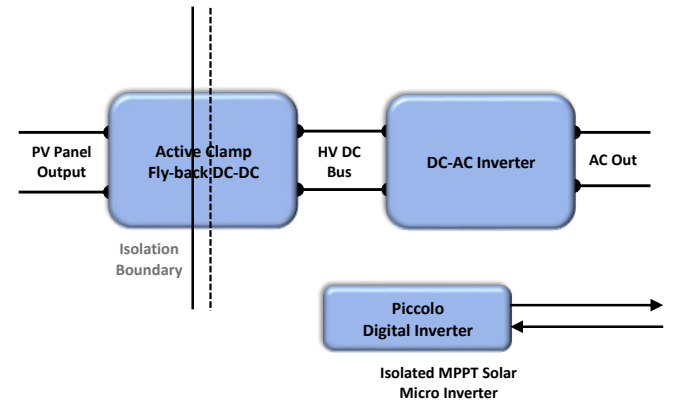 PV Panel
Output
Active Clamp
Fly-back DC-DC
HV DC
Bus
DC-AC Inverter
AC Out
Isolation
Boundary
Piccolo
Digital Inverter
Isolated MPPT Solar
Micro Inverter